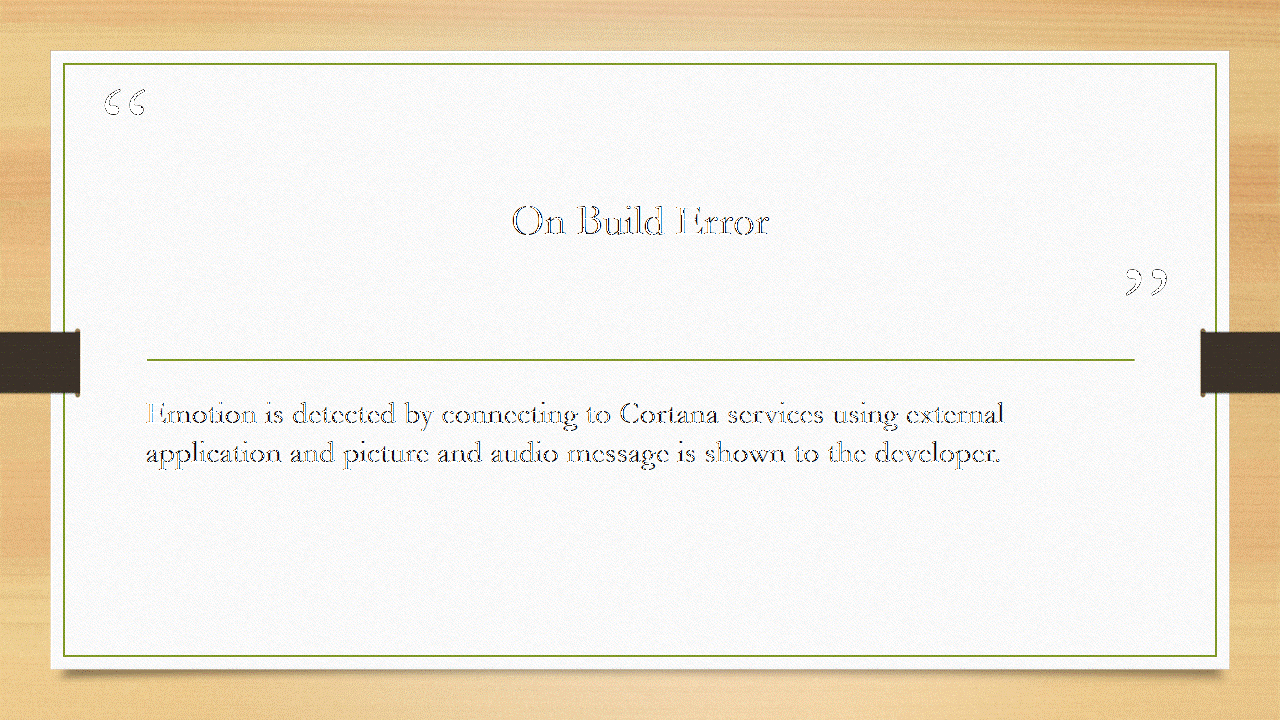 “
On Build Error
”
Emotion is detected by connecting to Cortana services using external
application and picture and audio message is shown to the developer.